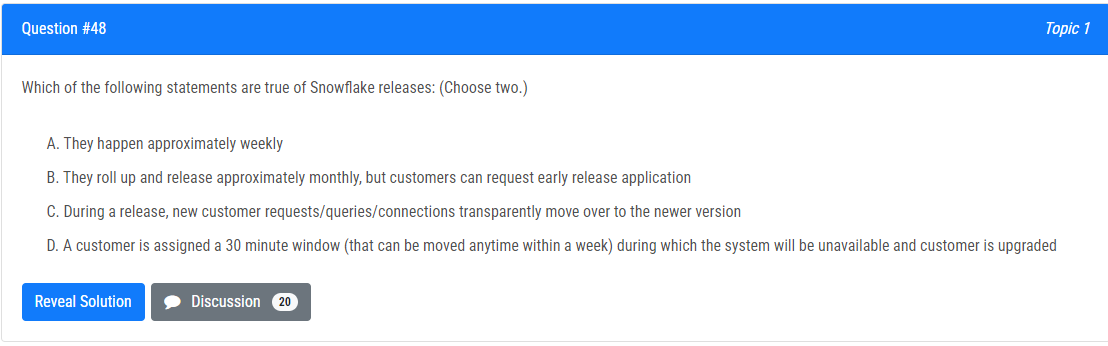 Question #48
Topic 1
Which of the following statements are true of Snowflake releases: (Choose two.)
A. They happen approximately weekly
B. They roll up and release approximately monthly, but customers can request early release application
C. During a release, new customer requests/queries/connections transparently move over to the newer version
D. A customer is assigned a 30 minute window (that can be moved anytime within a week) during which the system will be unavailable and customer is upgraded
Reveal Solution
Discussion 20